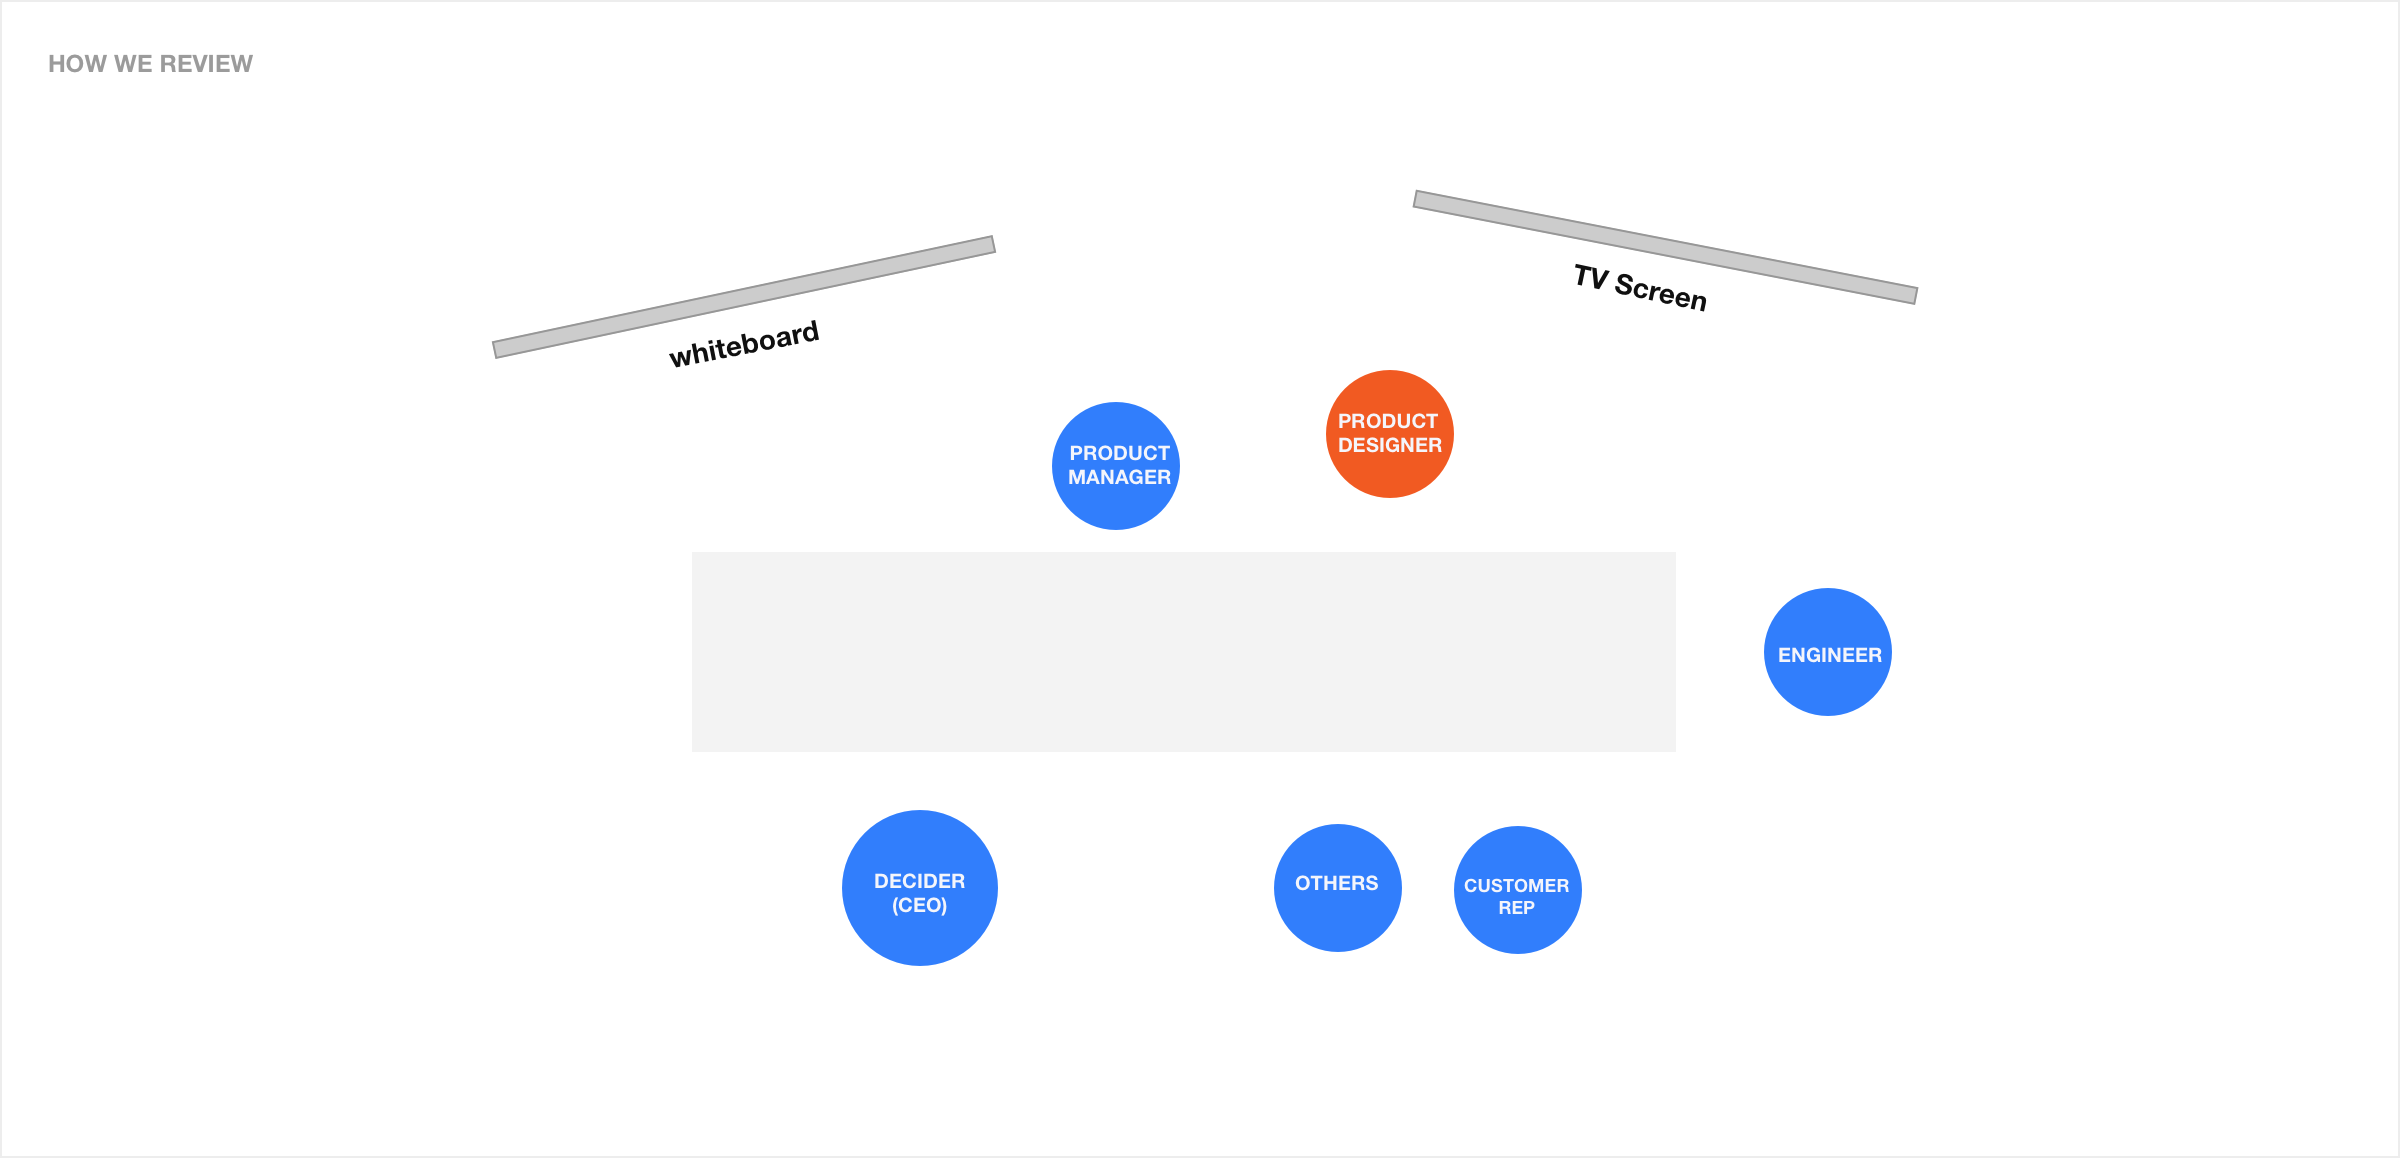 HOW WE REVIEW
whiteboard
TV Screen
PRODUCT
MANAGER
PRODUCT
DESIGNER
ENGINEER
DECIDER
(CEO)
OTHERS
CUSTOMER
REP